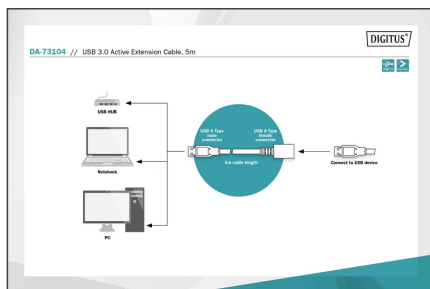 DIGITUS®
DA-73104 // USB 3.0 Active Extension Cable, 5m
USB HUB
USB A Type
male
connector
USB A Type
female
connector
5m cable length
Connect to USB device
Notebook
PC